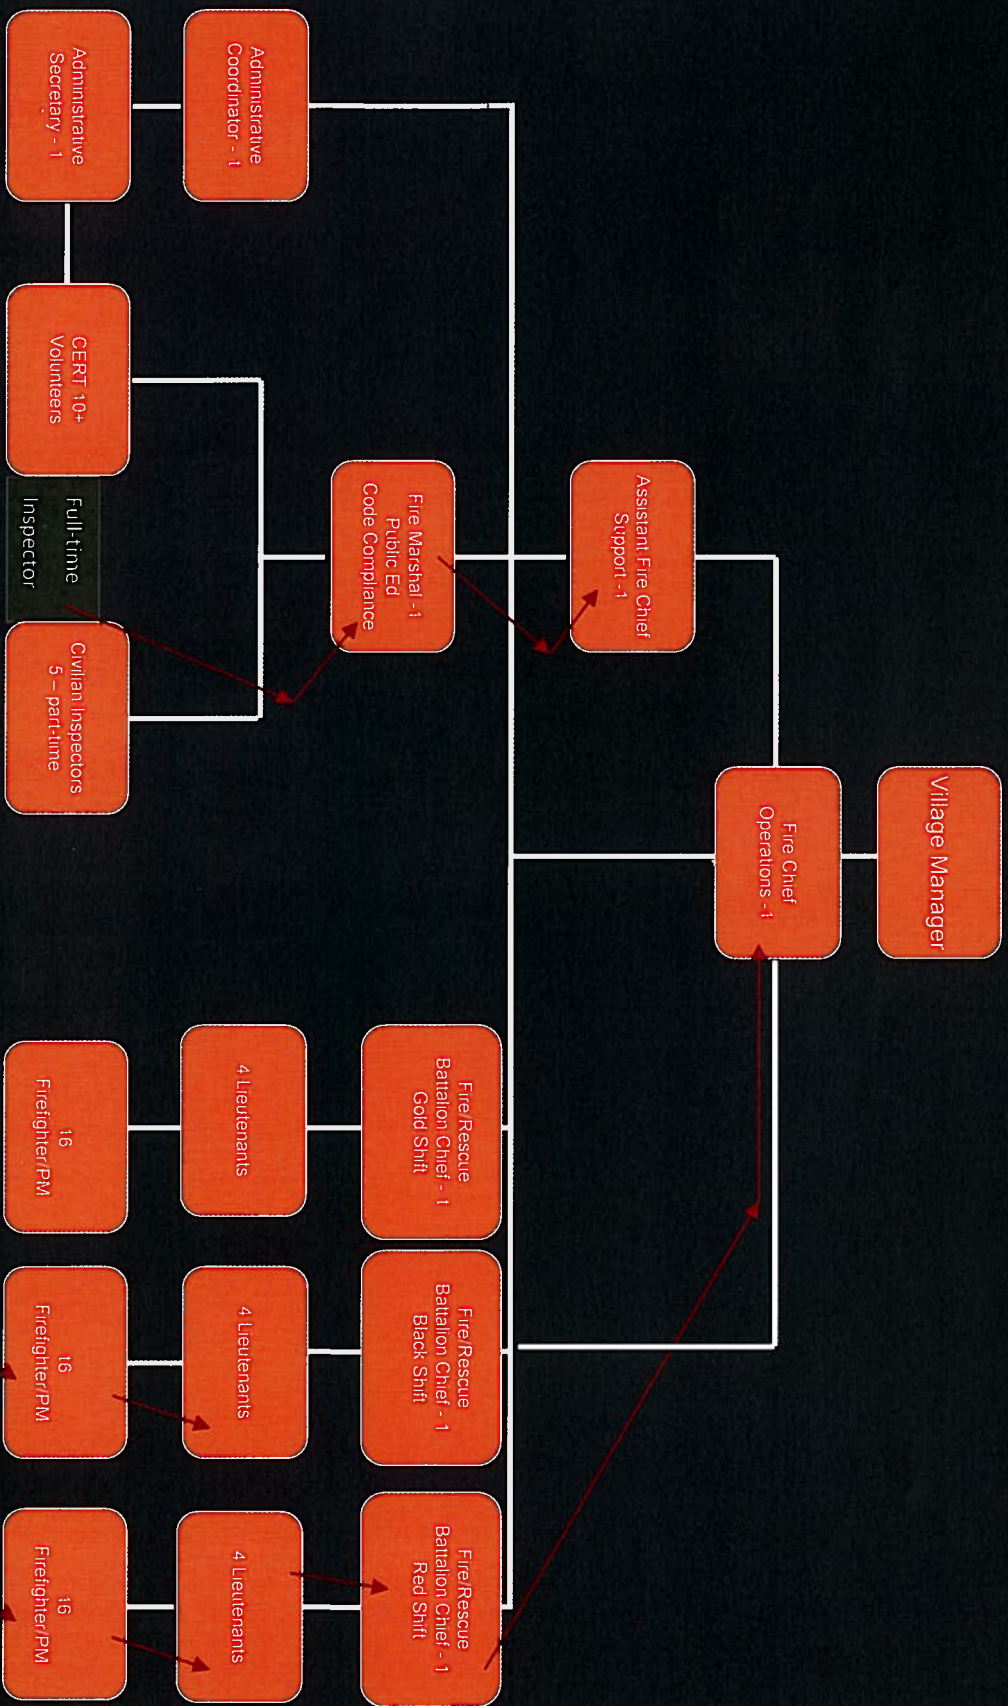 Village Manager
Fire Chief
Operations -1
Assistant Fire Chief
Support -1
Fire Marshal -1
Public Ed
Code Compliance
Fire/Rescue
Battalion Chief - 1
Gold Shift
Fire/Rescue
Battalion Chief - 1
Black Shift
Fire/Rescue
Battalion Chief - 1
Red Shift
Administrative
Coordinator - 1
4 Lieutenants
4 Lieutenants
4 Lieutenants
Administrative
Secretary - 1
CERT 10+
Volunteers
Full-time
Inspector
Civilian Inspectors
5 – part-time
16
Firefighter/PM
16
Firefighter/PM
16
Firefighter/PM